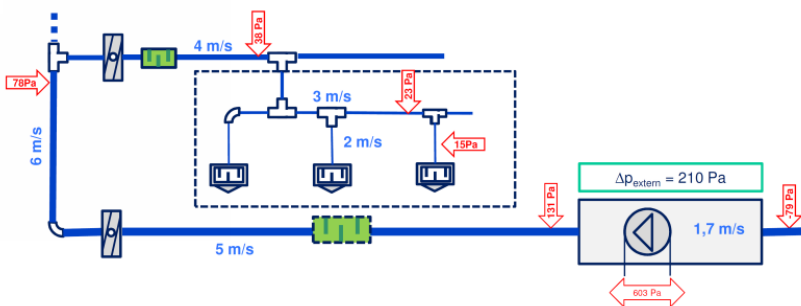 38 Pa
4 m/s
78Pa
3 m/s
23 Pa
6 m/s
2 m/s
15Pa
Δpextern = 210 Pa
131 Pa
-79 Pa
1,7 m/s
5 m/s
603 Pa